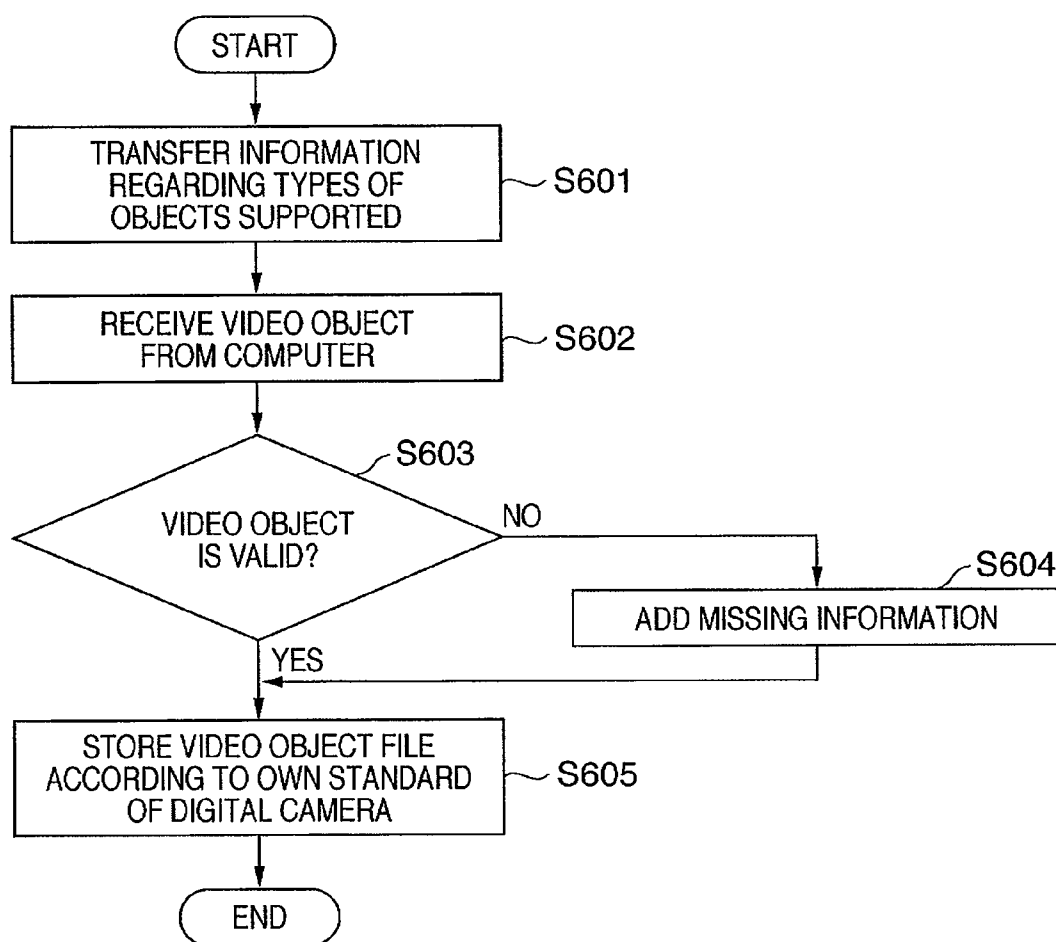 START
TRANSFER INFORMATION
REGARDING TYPES OF
OBJECTS SUPPORTED
S601
RECEIVE VIDEO OBJECT
FROM COMPUTER
S602
S603
VIDEO OBJECT
IS VALID?
NO
S604
ADD MISSING INFORMATION
YES
STORE VIDEO OBJECT FILE
ACCORDING TO OWN STANDARD
OF DIGITAL CAMERA
S605
END